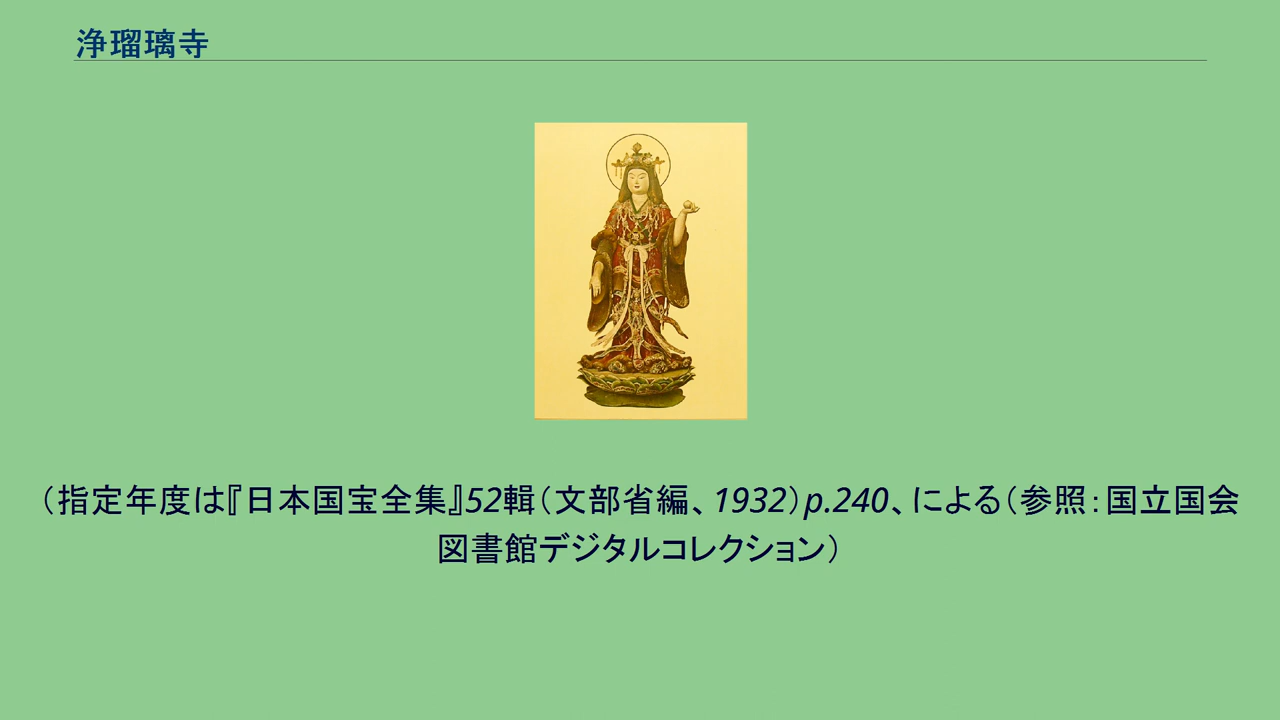 浄瑠璃寺
（指定年度は『日本国宝全集』52輯（文部省編、1932）p.240、による（参照：国立国会
図書館デジタルコレクション）